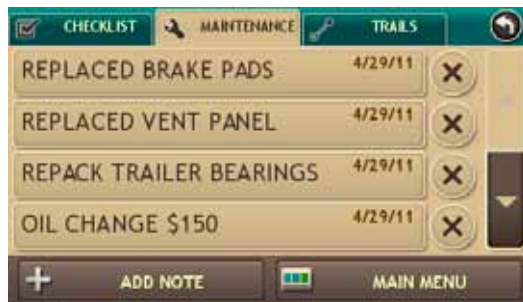 CHECKLIST
MAINTENANCE
TRAILS
REPLACED BRAKE PADS 4/29/11
REPLACED VENT PANEL 4/29/11
REPACK TRAILER BEARINGS 4/29/11
OIL CHANGE $150 4/29/11
ADD NOTE
MAIN MENU